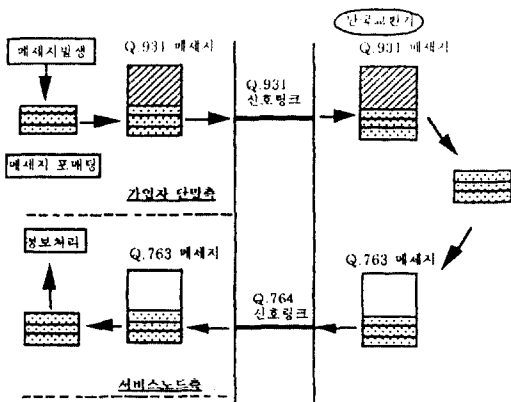 메세지발생
Q.931 메세지
단국교환기
Q.931 메세지
Q.931
신호링크
메세지 포매팅
가입자 단말측
정보처리
Q.763 메세지
Q.764
신호링크
Q.763 메세지
서비스노드측